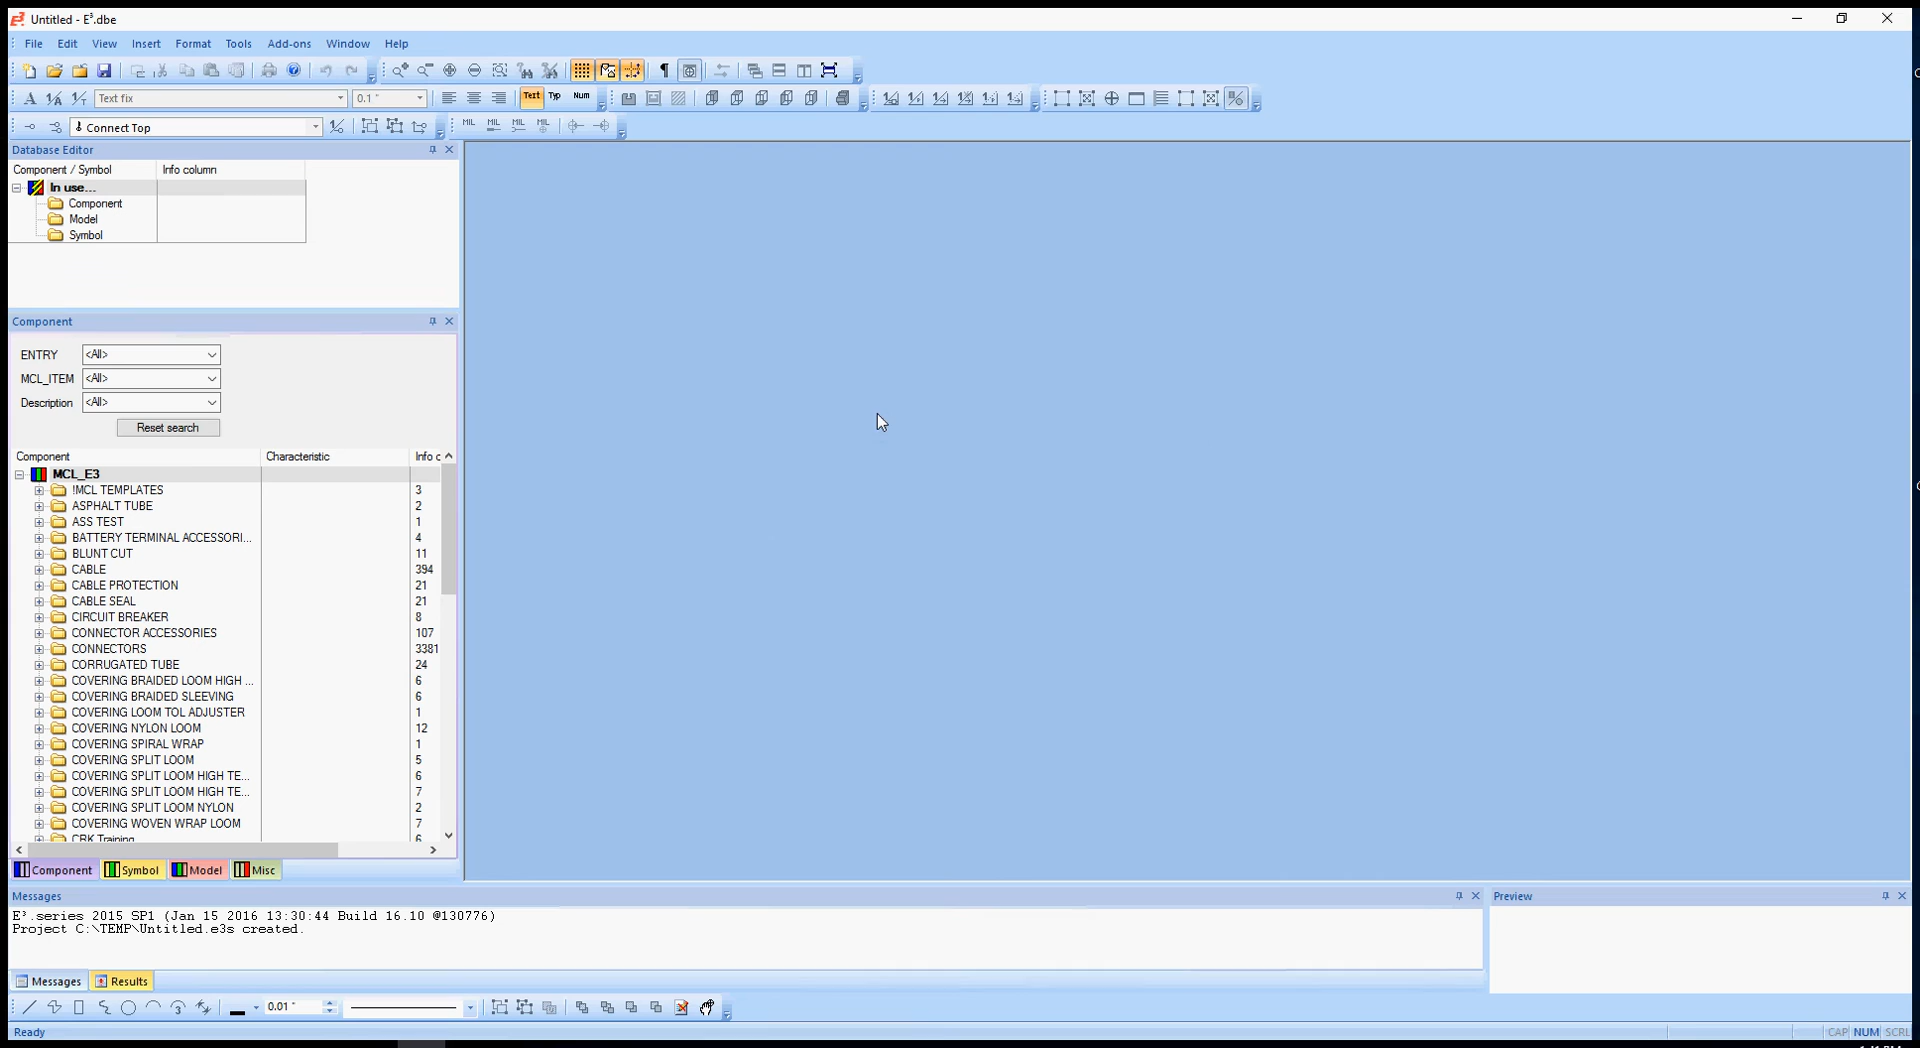 Untitled - E³.dbe
File Edit View Insert Format Tools Add-ons Window Help
Text fix 0.1 " Text Typ Num
Connect Top MIL MIL MIL MIL
Database Editor
Component / Symbol Info column
In use...
Component
Model
Symbol
Component
ENTRY <All>
MCL_ITEM <All>
Description <All>
Reset search
Component Characteristic Info c
MCL_E3
!MCL TEMPLATES 3
ASPHALT TUBE 2
ASS TEST 1
BATTERY TERMINAL ACCESSORI... 4
BLUNT CUT 11
CABLE 394
CABLE PROTECTION 21
CABLE SEAL 21
CIRCUIT BREAKER 8
CONNECTOR ACCESSORIES 107
CONNECTORS 3381
CORRUGATED TUBE 24
COVERING BRAIDED LOOM HIGH ... 6
COVERING BRAIDED SLEEVING 6
COVERING LOOM TOL ADJUSTER 1
COVERING NYLON LOOM 12
COVERING SPIRAL WRAP 1
COVERING SPLIT LOOM 5
COVERING SPLIT LOOM HIGH TE... 6
COVERING SPLIT LOOM HIGH TE... 7
COVERING SPLIT LOOM NYLON 2
COVERING WOVEN WRAP LOOM 7
CRK Training 6
Component Symbol Model Misc
Messages
E³.series 2015 SP1 (Jan 15 2016 13:30:44 Build 16.10 @130776)
Project C:\TEMP\Untitled.e3s created.
Preview
Messages Results
0.01 "
Ready CAP NUM SCRL